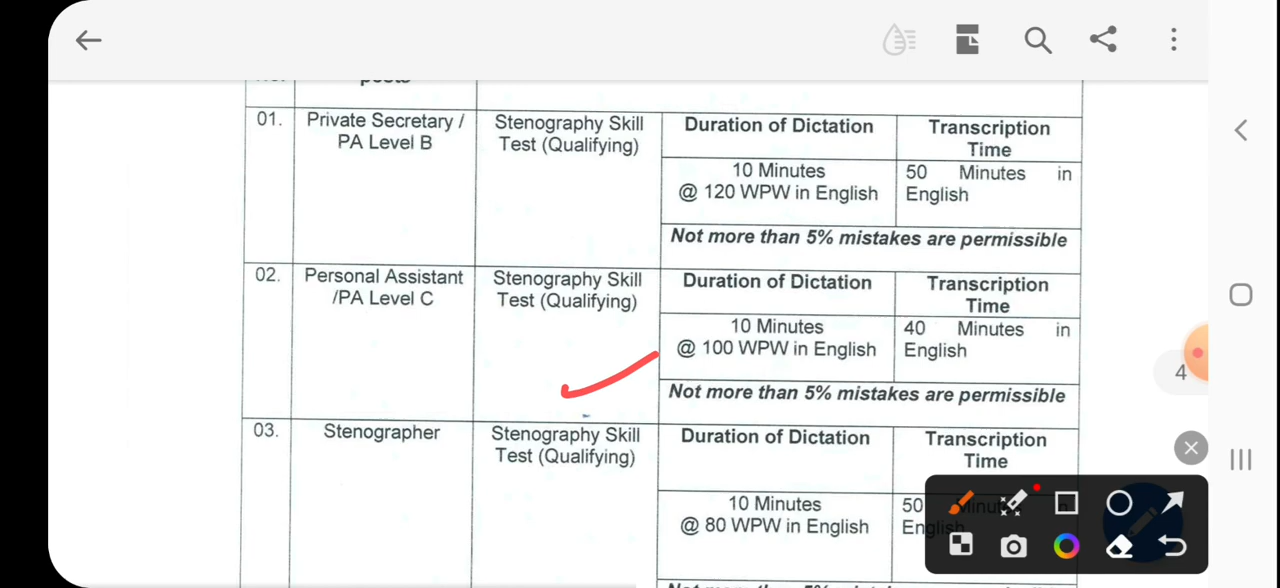 posts
01.
Private Secretary /
PA Level B
Stenography Skill
Test (Qualifying)
Duration of Dictation
Transcription
Time
10 Minutes
@ 120 WPW in English
50 Minutes in
English
Not more than 5% mistakes are permissible
02.
Personal Assistant
/PA Level C
Stenography Skill
Test (Qualifying)
Duration of Dictation
Transcription
Time
10 Minutes
@ 100 WPW in English
40 Minutes in
English
Not more than 5% mistakes are permissible
4
03.
Stenographer
Stenography Skill
Test (Qualifying)
Duration of Dictation
Transcription
Time
10 Minutes
@ 80 WPW in English
50 Minutes
English